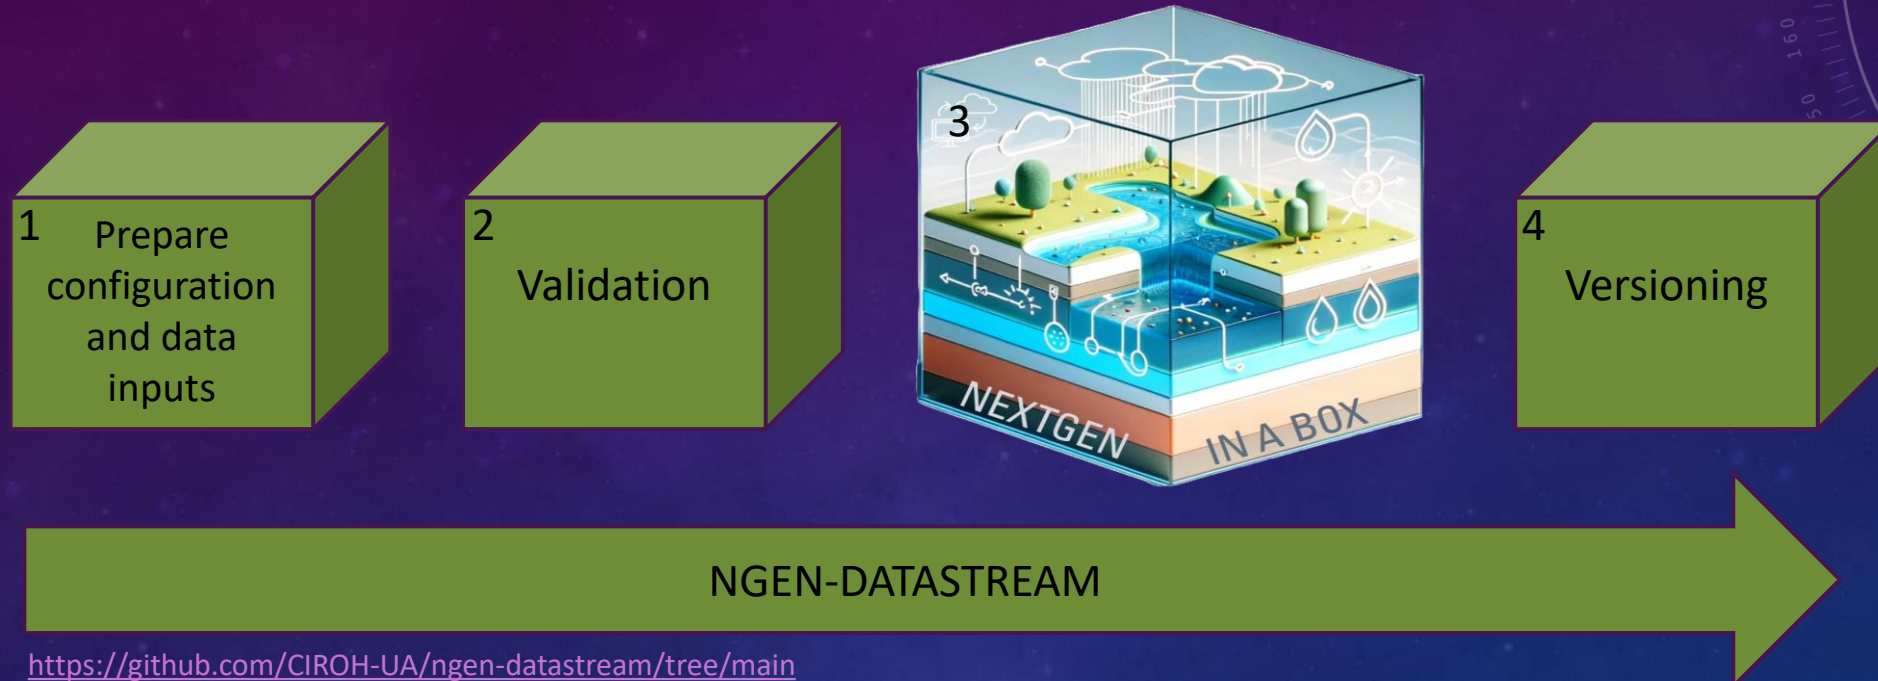 1
Prepare
configuration
and data
inputs
2
Validation
3
NEXTGEN
IN A BOX
4
Versioning
160
NGEN-DATASTREAM
https://github.com/CIROH-UA/ngen-datastream/tree/main